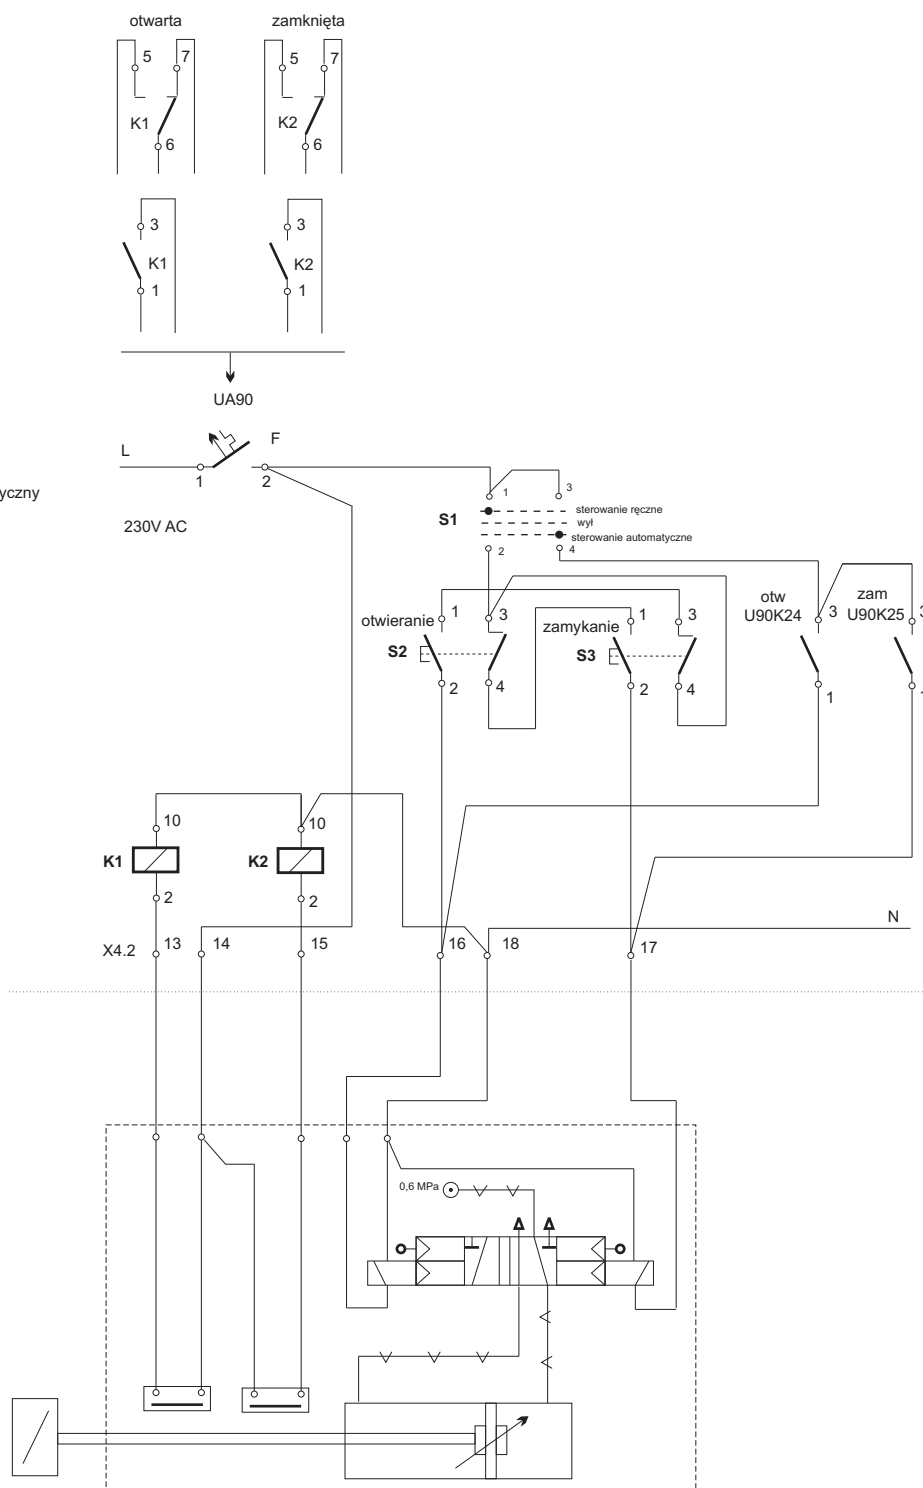 otwarta
zamknięta
5
7
5
7
K1
K2
6
6
3
3
K1
K2
1
1
UA90
L
F
1
2
yczny
230V AC
1
3
S1
sterowanie ręczne
wył
sterowanie automatyczne
2
4
otw
U90K24
zam
U90K25
3
3
otwieranie
1
3
zamykanie
1
3
S2
S3
2
4
2
4
1
1
10
10
K1
K2
2
2
N
X4.2
13
14
15
16
18
17
0,6 MPa